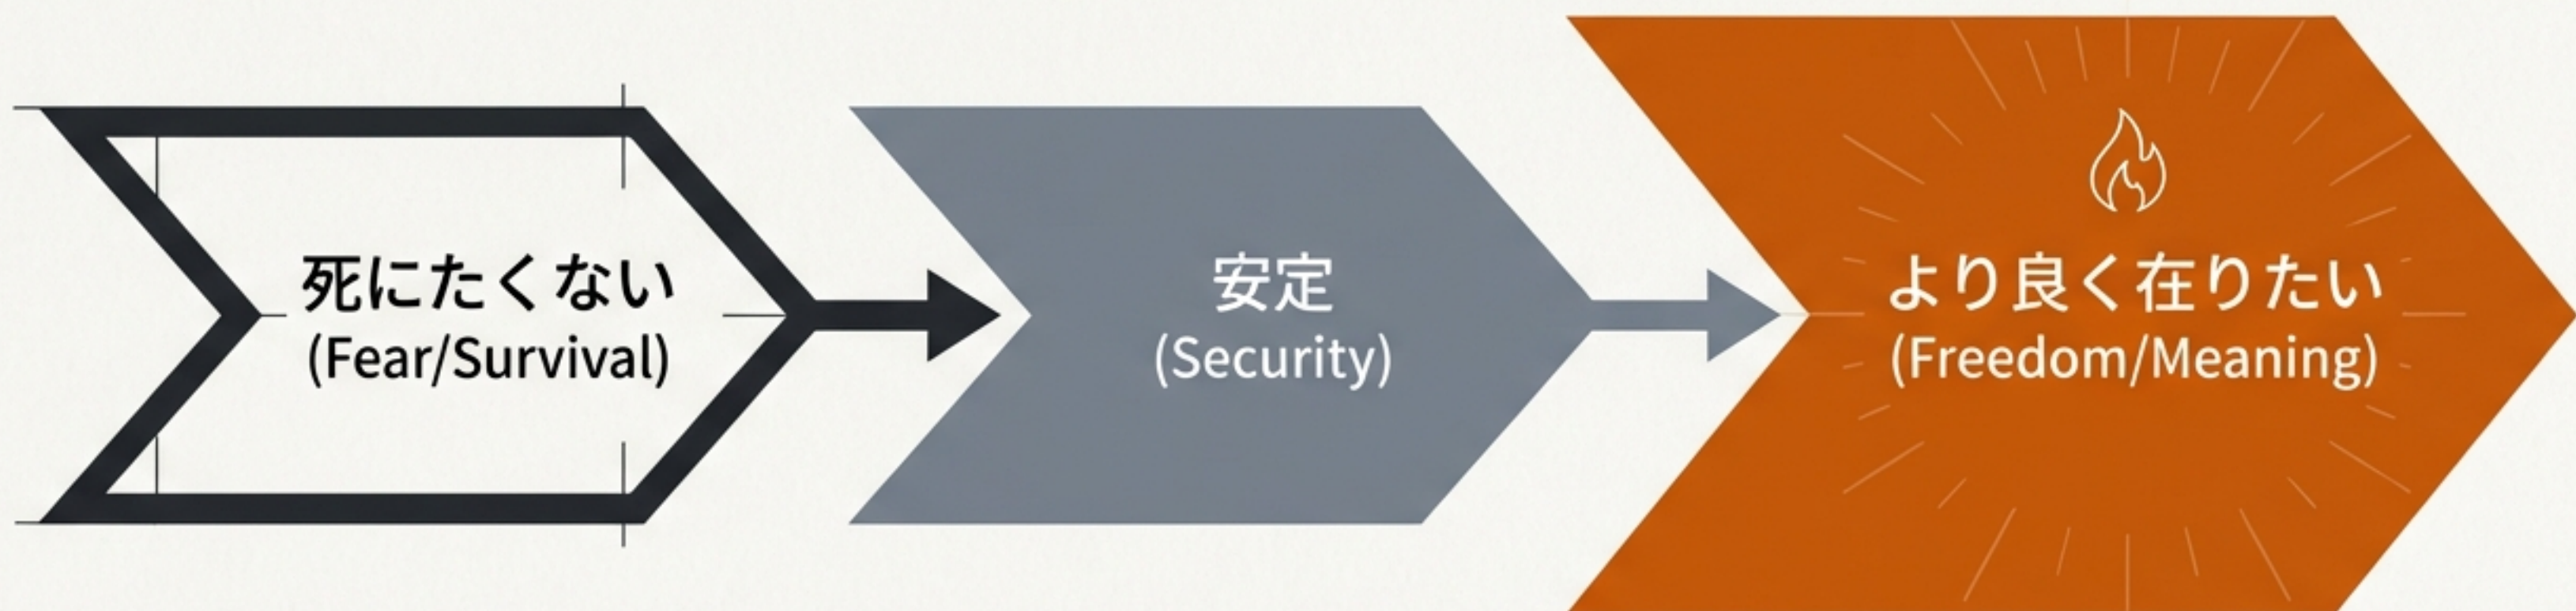 死にたくない
(Fear/Survival)
安定
(Security)
より良く在りたい
(Freedom/Meaning)